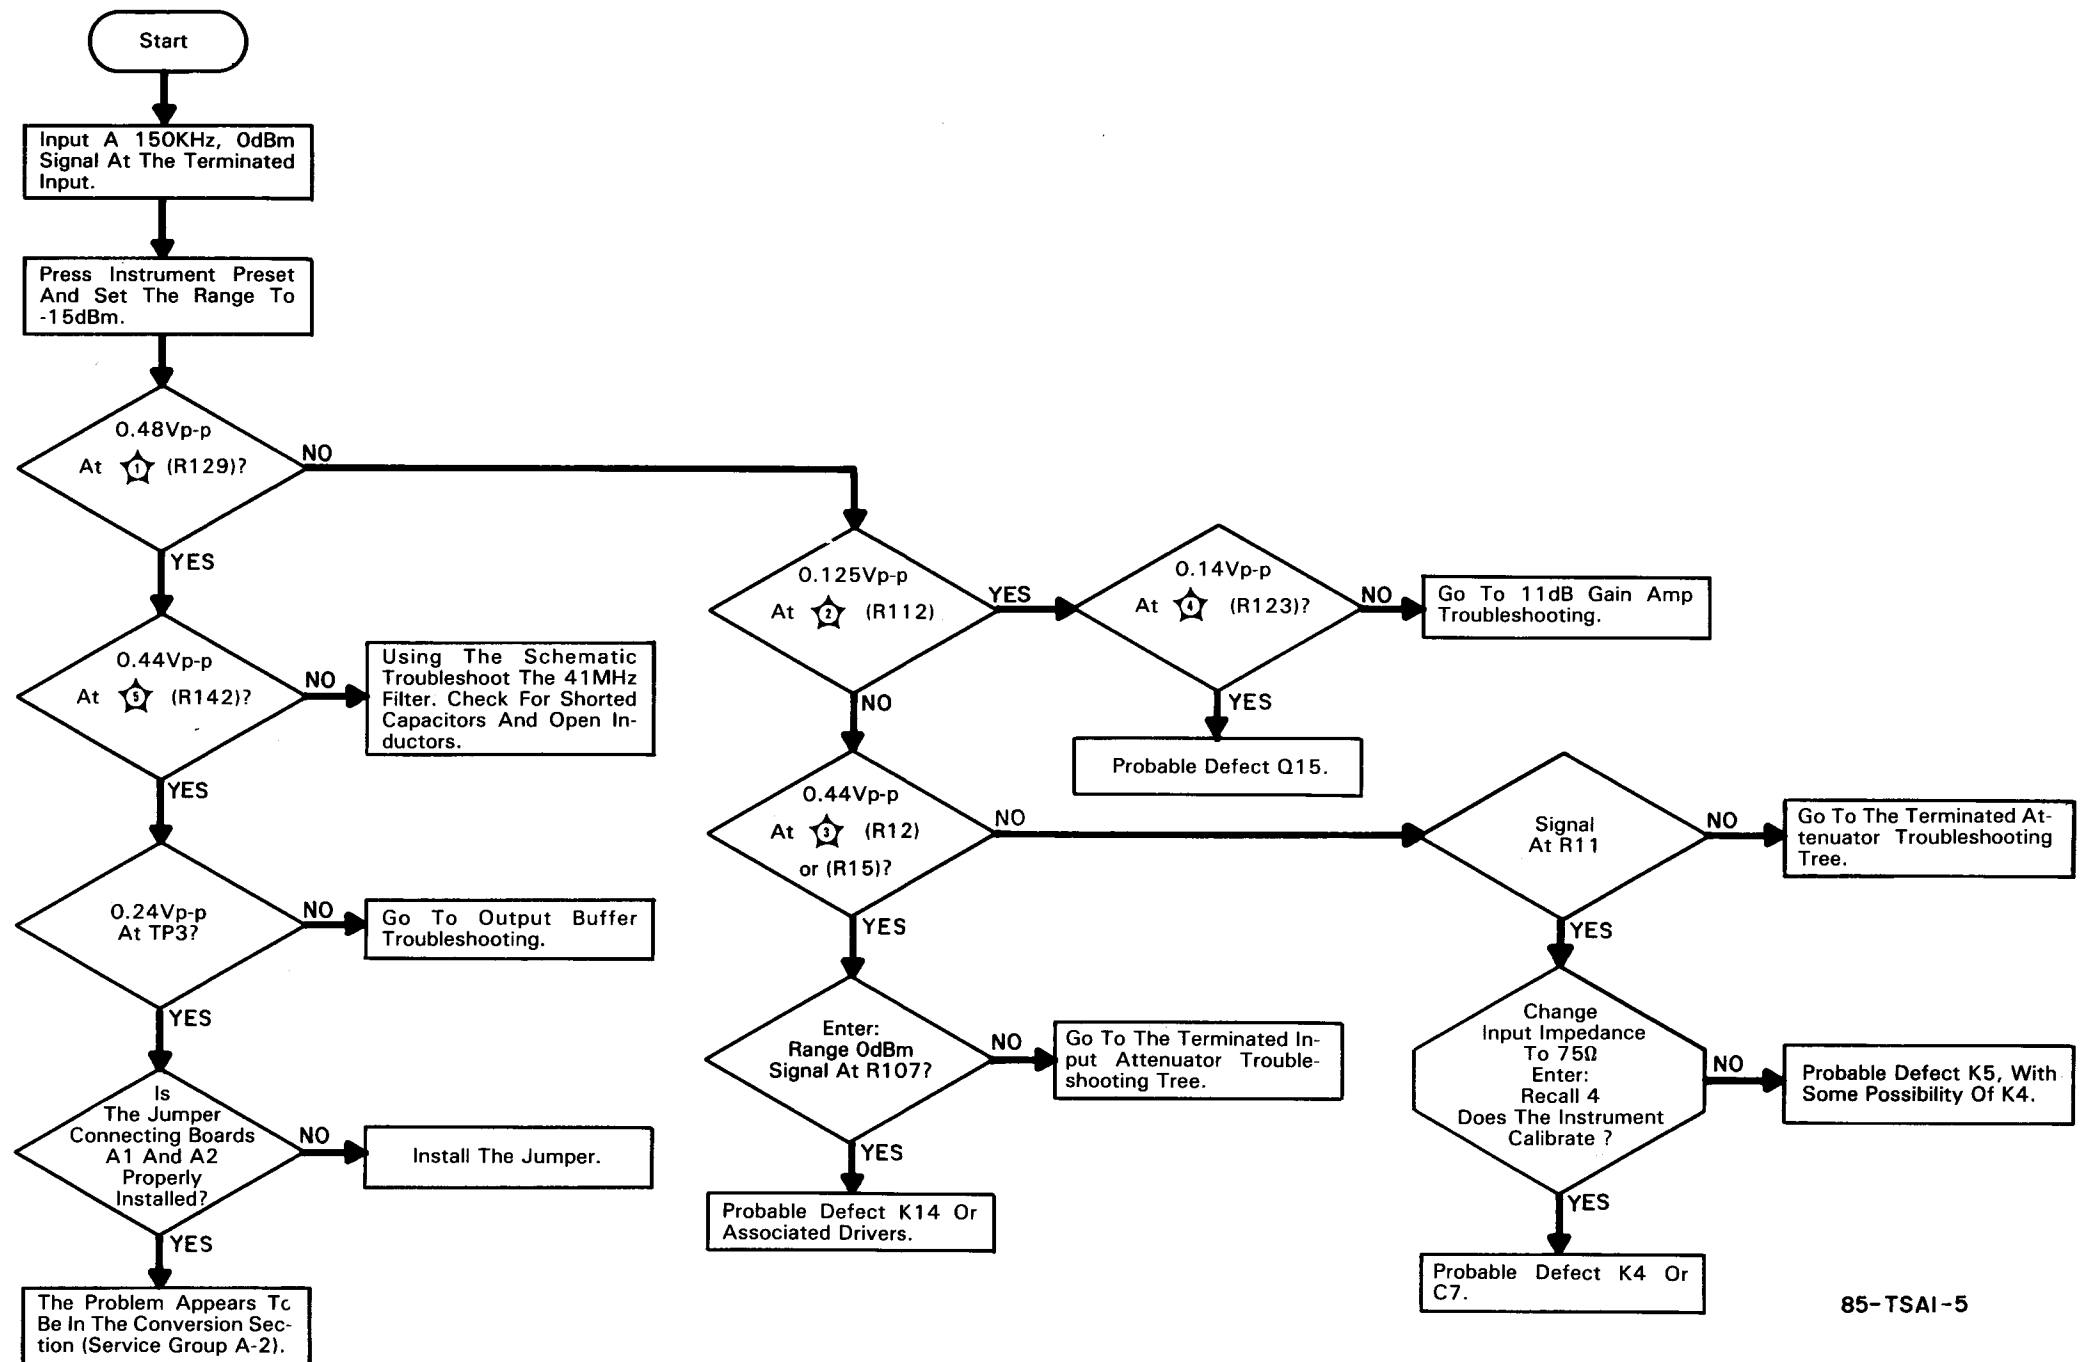 Start
Input A 150KHz, 0dBm
Signal At The Terminated
Input.
Press Instrument Preset
And Set The Range To
-15dBm.
0.48Vp-p
At 1 (R129)?
NO
YES
0.44Vp-p
At 5 (R142)?
NO
Using The Schematic
Troubleshoot The 41MHz
Filter. Check For Shorted
Capacitors And Open In-
ductors.
YES
0.24Vp-p
At TP3?
NO
Go To Output Buffer
Troubleshooting.
YES
Is
The Jumper
Connecting Boards
A1 And A2
Properly
Installed?
NO
Install The Jumper.
YES
The Problem Appears To
Be In The Conversion Sec-
tion (Service Group A-2).
0.125Vp-p
At 2 (R112)
YES
0.14Vp-p
At 4 (R123)?
NO
Go To 11dB Gain Amp
Troubleshooting.
YES
Probable Defect Q15.
NO
0.44Vp-p
At 3 (R12)
or (R15)?
NO
Signal
At R11
NO
Go To The Terminated At-
tenuator Troubleshooting
Tree.
YES
Enter:
Range 0dBm
Signal At R107?
NO
Go To The Terminated In-
put Attenuator Trouble-
shooting Tree.
YES
Probable Defect K14 Or
Associated Drivers.
YES
Change
Input Impedance
To 75Ω
Enter:
Recall 4
Does The Instrument
Calibrate ?
NO
Probable Defect K5, With
Some Possibility Of K4.
YES
Probable Defect K4 Or
C7.
85-TSA1-5